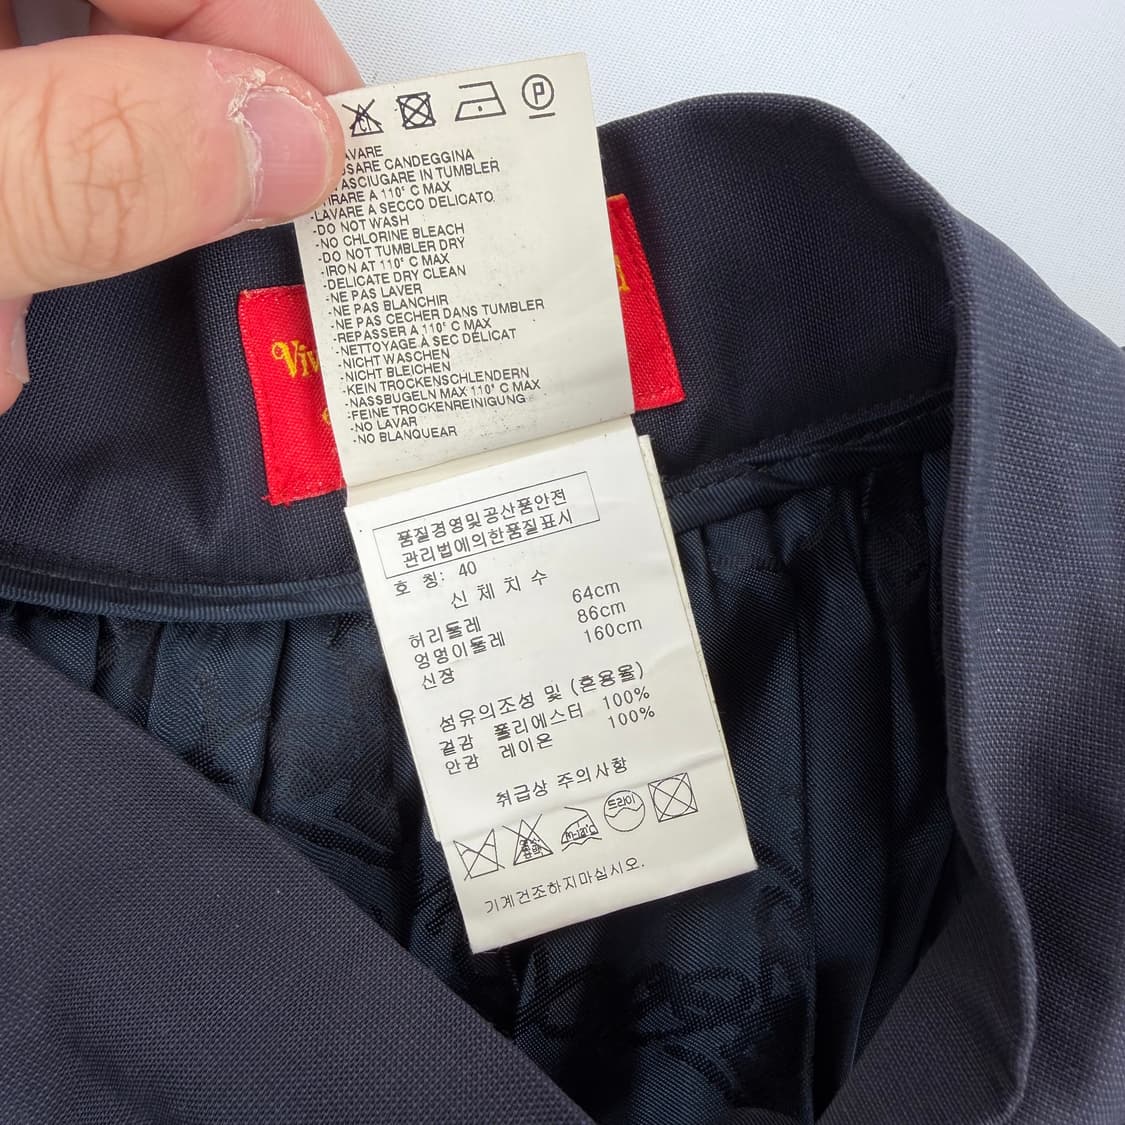 CL
P
AVARE
USARE CANDEGGINA
ASCIUGARE IN TUMBLER
TIRARE A 110° C MAX
-LAVARE A SECCO DELICATO
-DO NOT WASH
-NO CHLORINE BLEACH
-DO NOT TUMBLER DRY
-IRON AT 110° C MAX
-DELICATE DRY CLEAN
-NE PAS LAVER
-NE PAS BLANCHIR
-NE PAS CECHER DANS TUMBLER
-REPASSER A 110° C MAX
-NETTOYAGE À SEC DÉLICAT
-NICHT WASCHEN
-NICHT BLEICHEN
-KEIN TROCKENSCHLENDERN
-NASSBUGELN MAX 110° C MAX
-FEINE TROCKENREINIGUNG
-NO LAVAR
-NO BLANQUEAR
Viv
품질경영및공산품안전
관리법에의한품질표시
호 칭: 40
신 체 치 수
허리둘레 64cm
엉멍이둘레 86cm
신장 160cm
섬유의조성 및 (혼용율)
겉감 폴리에스터 100%
안감 레이온 100%
취급상 주의사항
드라이
기계건조하지마십시오.